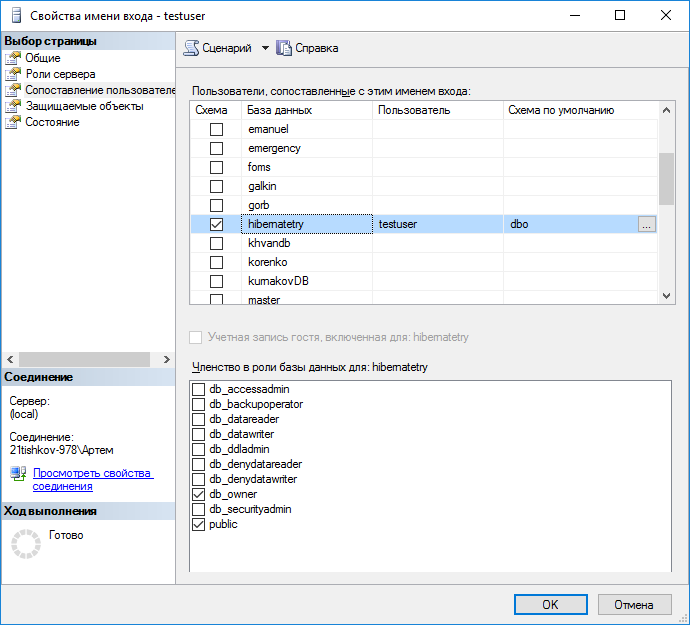 Свойства имени входа - testuser
Выбор страницы
Общие
Роли сервера
Сопоставление пользователе
Защищаемые объекты
Состояние
Соединение
Сервер:
(local)
Соединение:
21tishkov-978\Артем
Просмотреть свойства
соединения
Ход выполнения
Готово
Сценарий Справка
Пользователи, сопоставленные с этим именем входа:
Схема База данных Пользователь Схема по умолчанию
emanuel
emergency
foms
galkin
gorb
hibernatetry testuser dbo ...
khvandb
korenko
kurnakovDB
master
Учетная запись гостя, включенная для: hibernatetry
Членство в роли базы данных для: hibernatetry
db_accessadmin
db_backupoperator
db_datareader
db_datawriter
db_ddladmin
db_denydatareader
db_denydatawriter
db_owner
db_securityadmin
public
OK Отмена